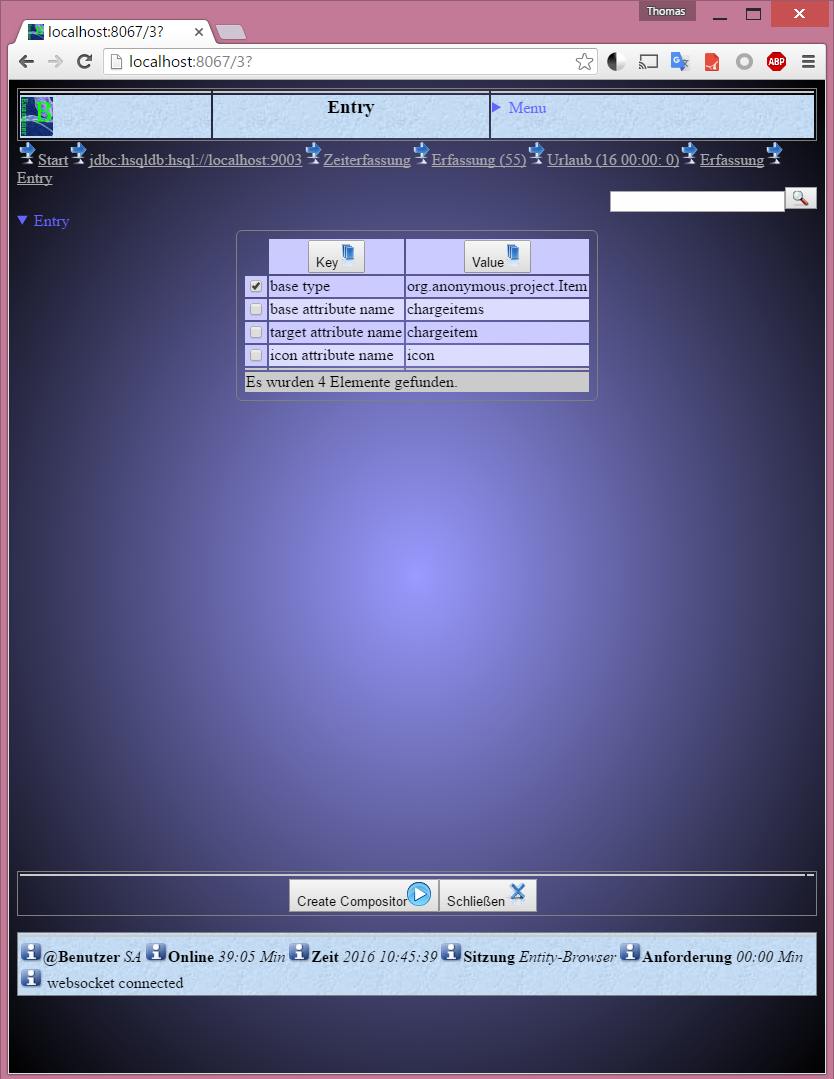 Thomas
localhost:8067/3?
localhost:8067/3?
ABP
B
Entry
Menu
Start jdbc:hsqldb:hsql://localhost:9003 Zeiterfassung Erfassung (55) Urlaub (16 00:00: 0) Erfassung
Entry
Entry
Key Value
base type org.anonymous.project.Item
base attribute name chargeitems
target attribute name chargeitem
icon attribute name icon
Es wurden 4 Elemente gefunden.
Create Compositor Schließen
@Benutzer SA Online 39:05 Min Zeit 2016 10:45:39 Sitzung Entity-Browser Anforderung 00:00 Min
websocket connected